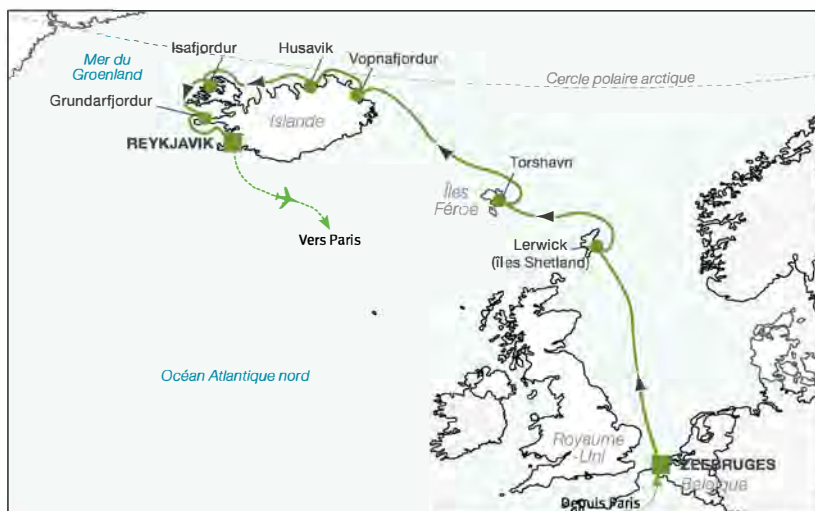 Isafjordur
Husavik
Vopnafjordur
Mer du
Groenland
Cercle polaire arctique
Grundarfjordur
Islande
REYKJAVIK
Torshavn
Îles
Féroé
Vers Paris
Lerwick
(îles Shetland)
Océan Atlantique nord
Royaume
-Uni
ZEEBRUGES
Belgique
Depuis Paris